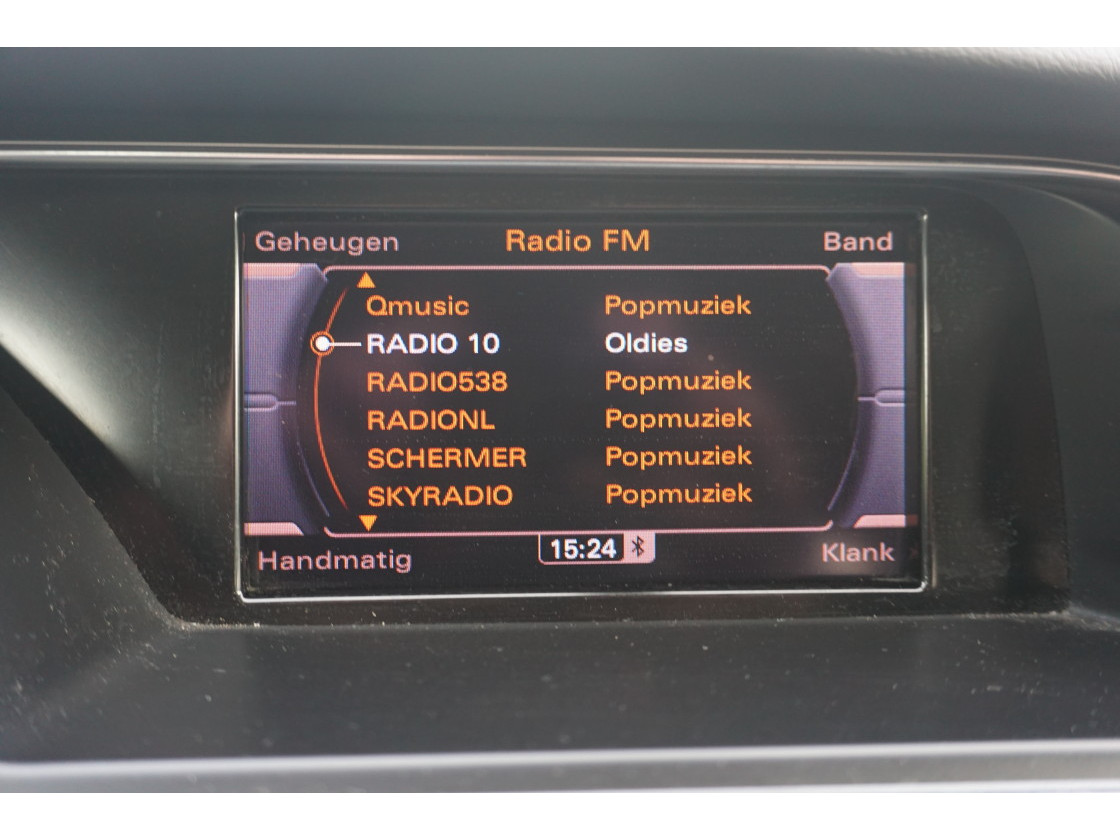 Geheugen Radio FM Band
Qmusic Popmuziek
RADIO 10 Oldies
RADIO538 Popmuziek
RADIONL Popmuziek
SCHERMER Popmuziek
SKYRADIO Popmuziek
Handmatig 15:24 Klank